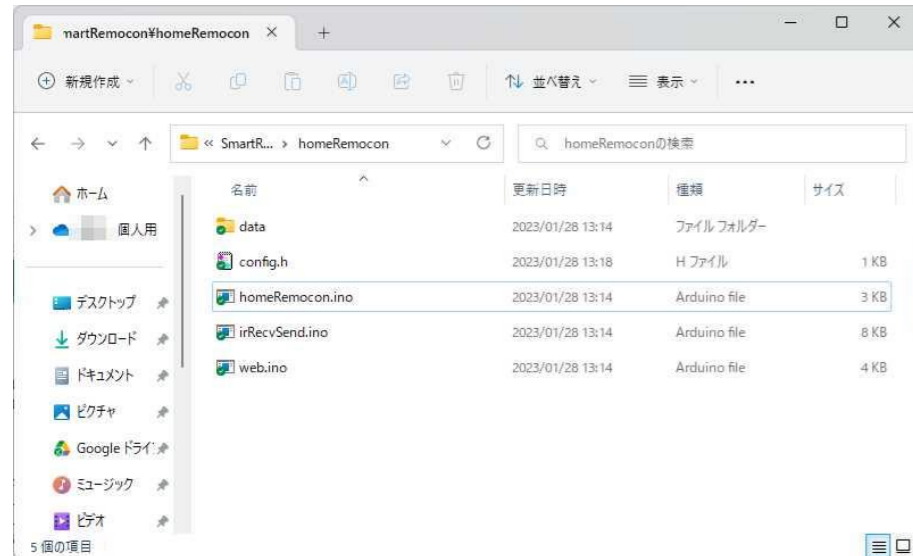 martRemocon¥homeRemocon × +
新規作成 並べ替え 表示 ...
« SmartR... > homeRemocon homeRemoconの検索
ホーム
個人用
デスクトップ
ダウンロード
ドキュメント
ピクチャ
Google ドライ
ミュージック
ビデオ
名前 更新日時 種類 サイズ
data 2023/01/28 13:14 ファイル フォルダー
config.h 2023/01/28 13:18 H ファイル 1 KB
homeRemocon.ino 2023/01/28 13:14 Arduino file 3 KB
irRecvSend.ino 2023/01/28 13:14 Arduino file 8 KB
web.ino 2023/01/28 13:14 Arduino file 4 KB
5 個の項目